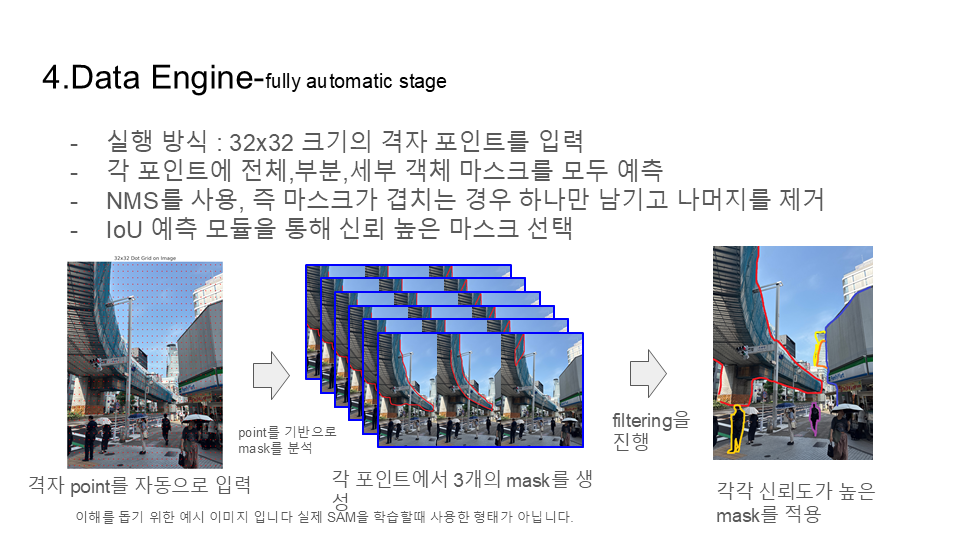 4.Data Engine-fully automatic stage
- 실행 방식 : 32x32 크기의 격자 포인트를 입력
- 각 포인트에 전체,부분,세부 객체 마스크를 모두 예측
- NMS를 사용, 즉 마스크가 겹치는 경우 하나만 남기고 나머지를 제거
- IoU 예측 모듈을 통해 신뢰 높은 마스크 선택
32x32 Dot Grid on Image
point를 기반으로
mask를 분석
filtering을
진행
격자 point를 자동으로 입력
각 포인트에서 3개의 mask를 생
성
각각 신뢰도가 높은
mask를 적용
이해를 돕기 위한 예시 이미지 입니다 실제 SAM을 학습할때 사용한 형태가 아닙니다.